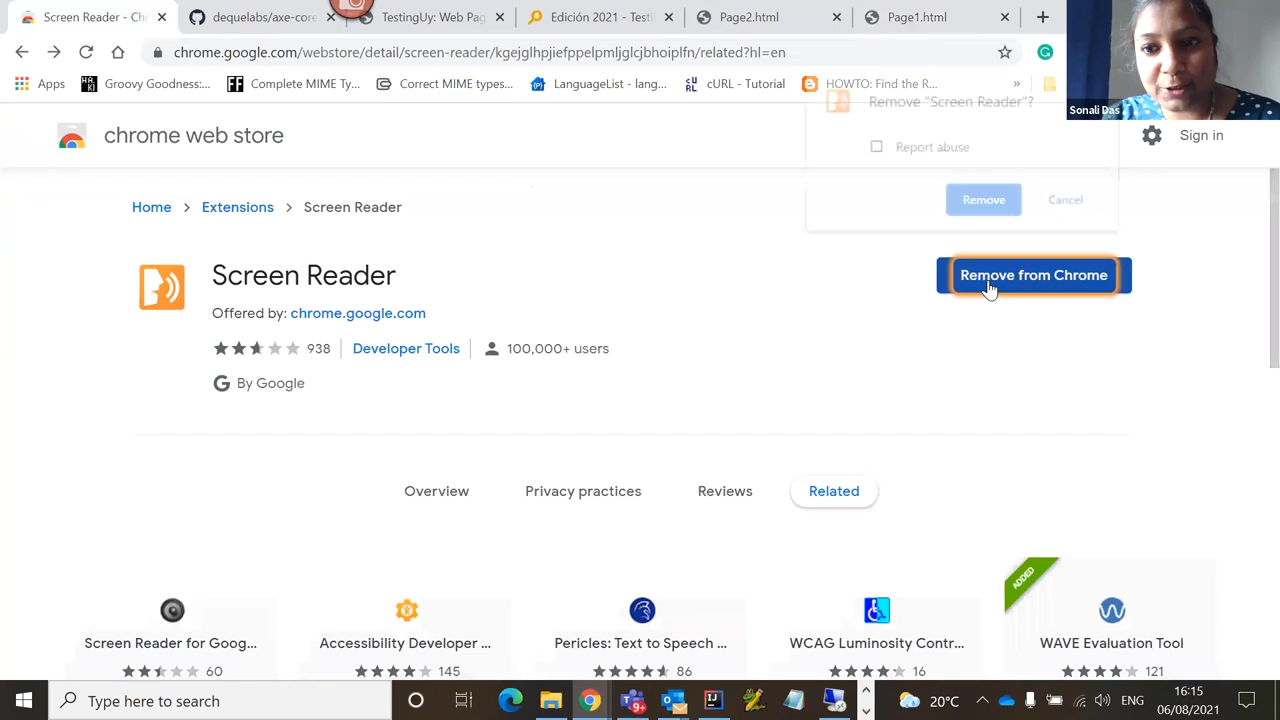 Screen Reader - Ch
dequelabs/axe-core
TestingUy: Web Pag
Edición 2021 - Testi
Page2.html
Page1.html
chrome.google.com/webstore/detail/screen-reader/kgejglhpjiefppelpmljglcjbhoiplfn/related?hl=en
Apps
Groovy Goodness:...
Complete MIME Ty...
Correct MIME types...
LanguageList - lang...
cURL - Tutorial
HOWTO: Find the R...
»
Sonali Das
chrome web store
Sign in
Remove "Screen Reader"?
Report abuse
Remove
Cancel
Home > Extensions > Screen Reader
Screen Reader
Remove from Chrome
Offered by: chrome.google.com
938
Developer Tools
100,000+ users
By Google
Overview
Privacy practices
Reviews
Related
ADDED
Screen Reader for Goog...
Accessibility Developer ...
Pericles: Text to Speech ...
WCAG Luminosity Contr...
WAVE Evaluation Tool
60
145
86
16
121
Type here to search
9+
20°C
ENG
16:15
06/08/2021